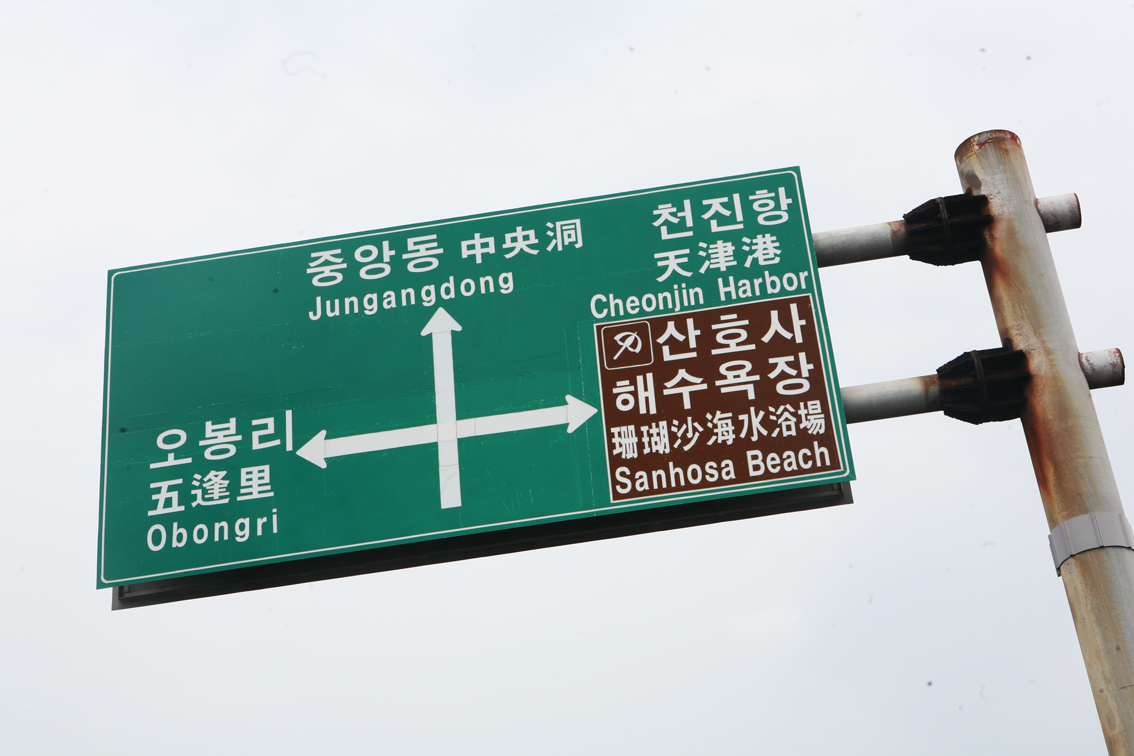 중앙동 中央洞
Jungangdong
천진항
天津港
Cheonjin Harbor
산호사
해수욕장
珊瑚沙海水浴場
Sanhosa Beach
오봉리
五逢里
Obongri